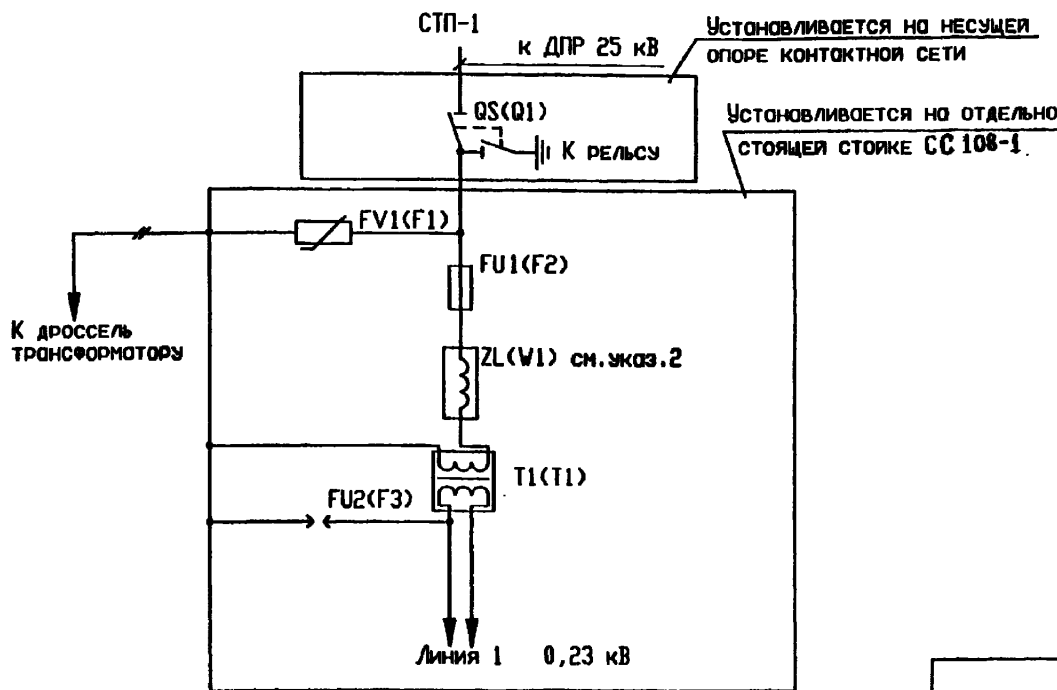 СТП-1
к ДПР 25 кВ
Устанавливается на несущей
опоре контактной сети
QS(Q1)
К рельсу
Устанавливается на отдельно
стоящей стойке СС 108-1.
FV1(F1)
FU1(F2)
К дроссель
трансформатору
ZL(W1) см.указ.2
T1(T1)
FU2(F3)
Линия 1 0,23 кВ